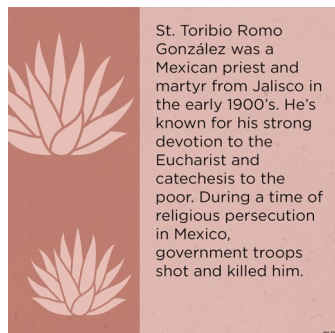 St. Toribio Romo
González was a
Mexican priest and
martyr from Jalisco in
the early 1900's. He's
known for his strong
devotion to the
Eucharist and
catechesis to the
poor. During a time of
religious persecution
in Mexico,
government troops
shot and killed him.